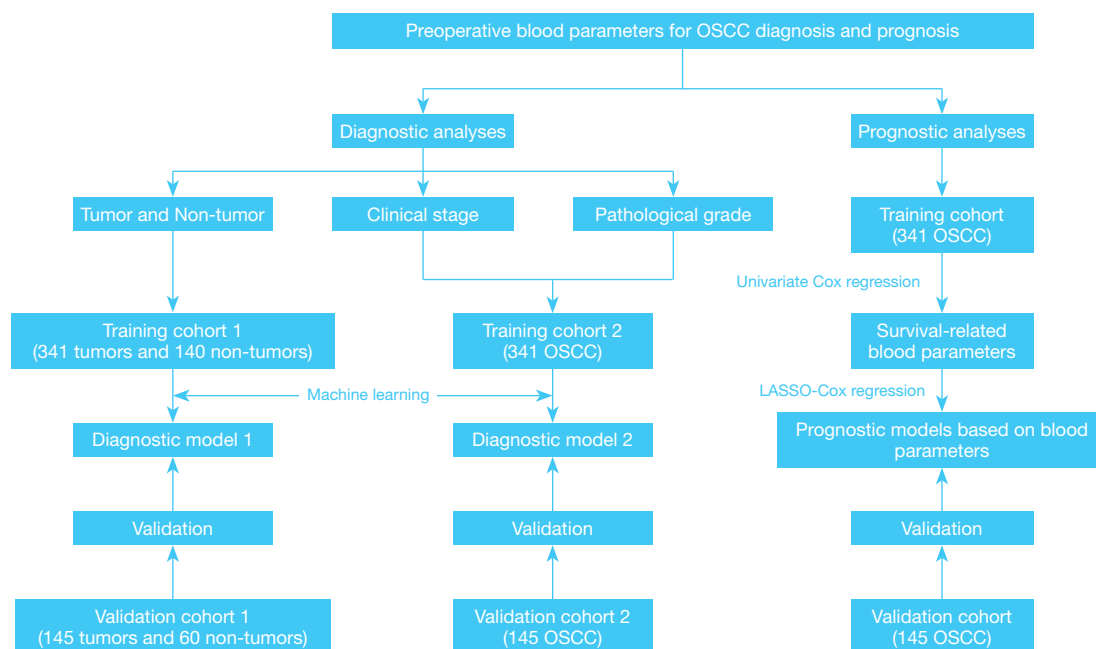 Preoperative blood parameters for OSCC diagnosis and prognosis
Diagnostic analyses
Prognostic analyses
Tumor and Non-tumor
Clinical stage
Pathological grade
Training cohort
(341 OSCC)
Univariate Cox regression
Training cohort 1
(341 tumors and 140 non-tumors)
Training cohort 2
(341 OSCC)
Survival-related
blood parameters
Machine learning
LASSO-Cox regression
Diagnostic model 1
Diagnostic model 2
Prognostic models based on blood
parameters
Validation
Validation
Validation
Validation cohort 1
(145 tumors and 60 non-tumors)
Validation cohort 2
(145 OSCC)
Validation cohort
(145 OSCC)